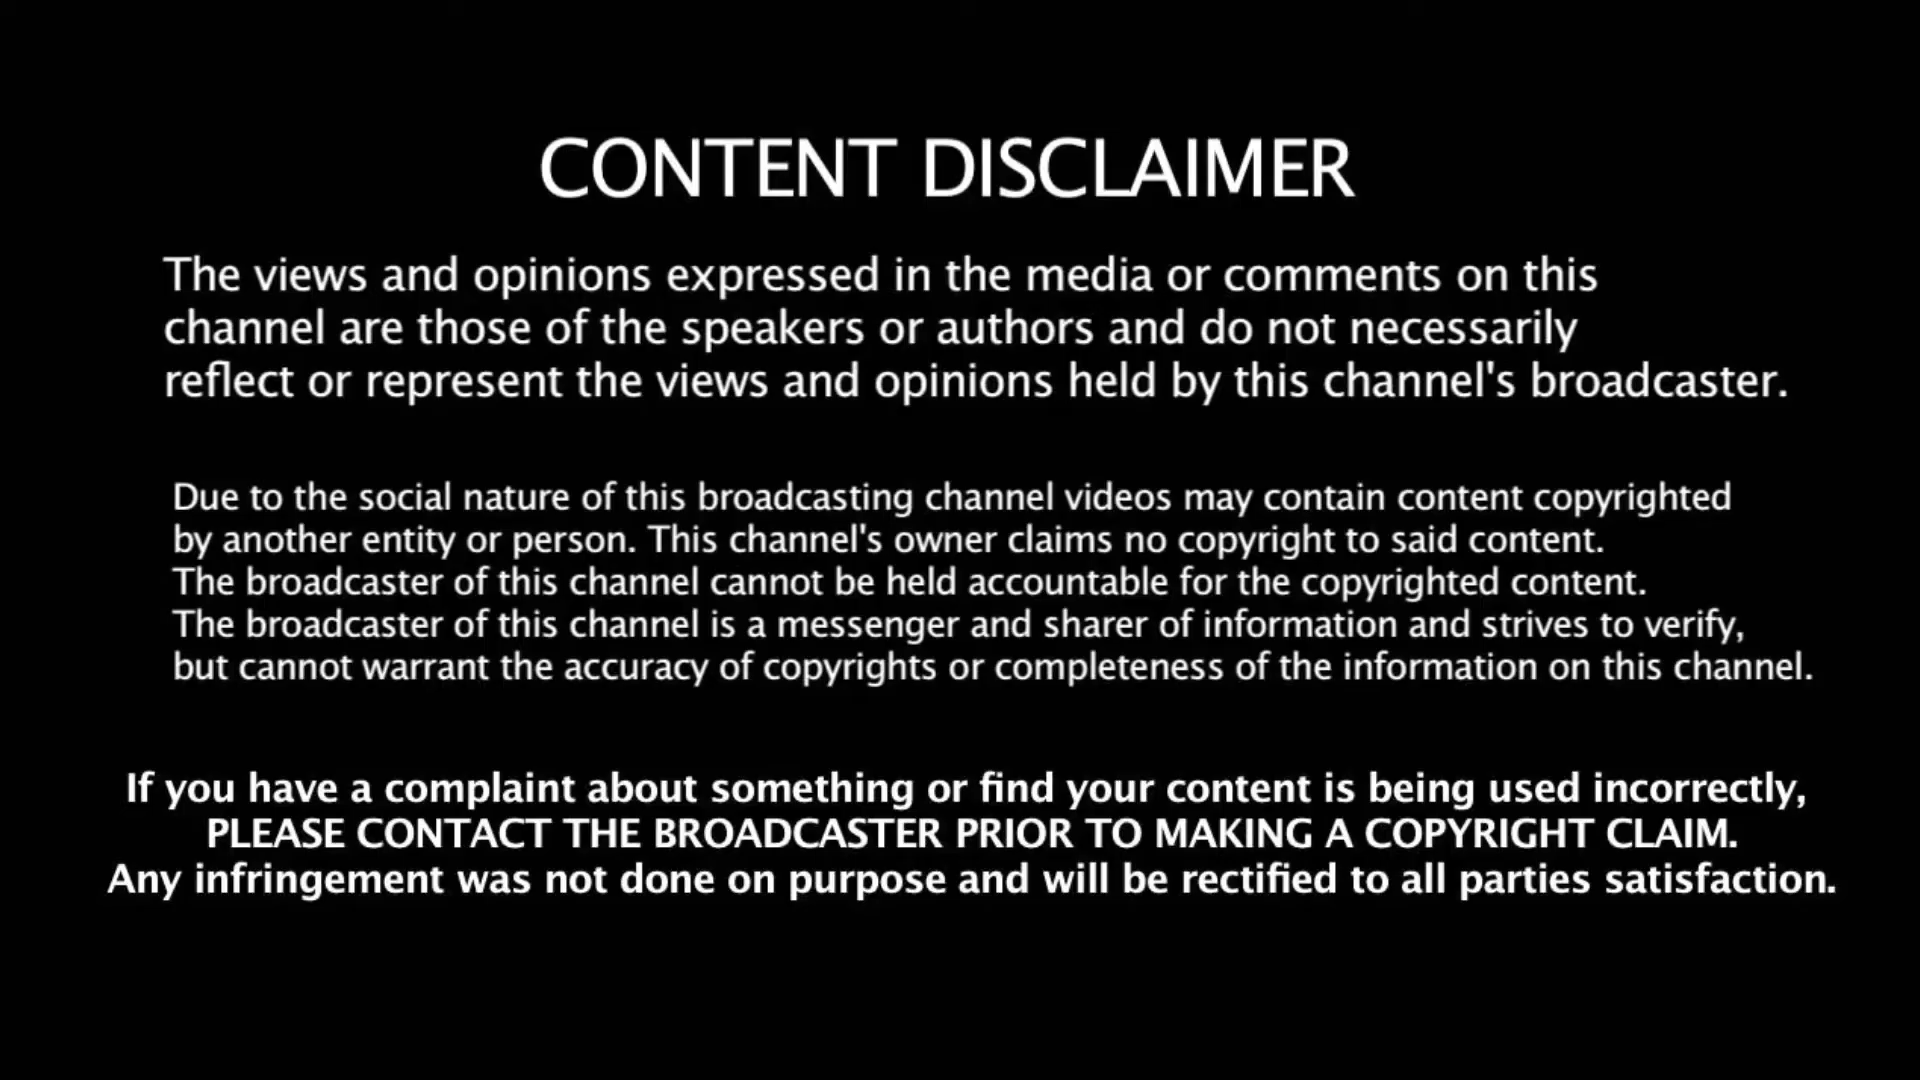 CONTENT DISCLAIMER
The views and opinions expressed in the media or comments on this
channel are those of the speakers or authors and do not necessarily
reflect or represent the views and opinions held by this channel's broadcaster.
Due to the social nature of this broadcasting channel videos may contain content copyrighted
by another entity or person. This channel's owner claims no copyright to said content.
The broadcaster of this channel cannot be held accountable for the copyrighted content.
The broadcaster of this channel is a messenger and sharer of information and strives to verify,
but cannot warrant the accuracy of copyrights or completeness of the information on this channel.
If you have a complaint about something or find your content is being used incorrectly,
PLEASE CONTACT THE BROADCASTER PRIOR TO MAKING A COPYRIGHT CLAIM.
Any infringement was not done on purpose and will be rectified to all parties satisfaction.